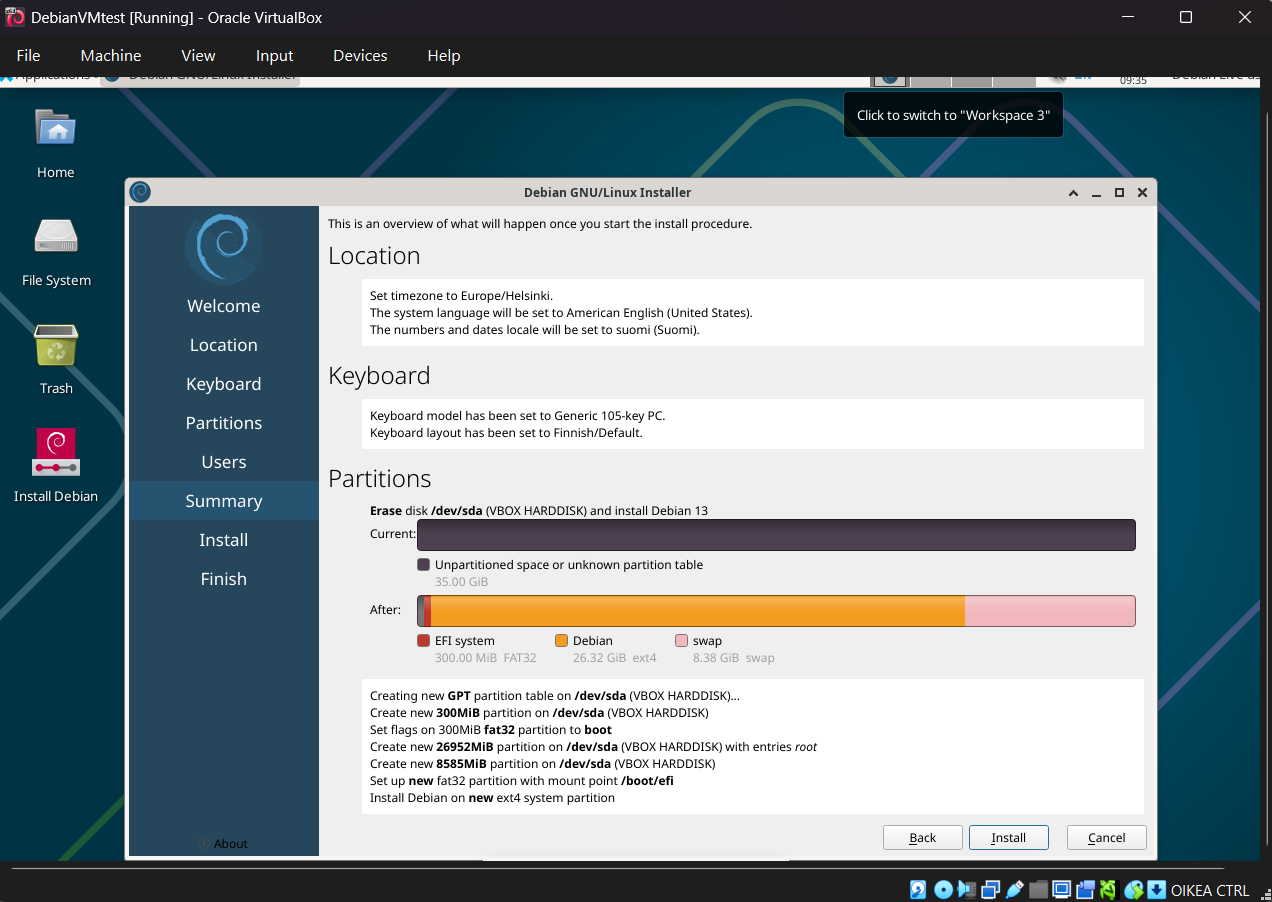 DebianVMtest [Running] - Oracle VirtualBox
File Machine View Input Devices Help
Applications Debian GNU/Linux Installer 09:35
Click to switch to "Workspace 3"
Home
File System
Trash
Install Debian
Debian GNU/Linux Installer
Welcome
Location
Keyboard
Partitions
Users
Summary
Install
Finish
About
This is an overview of what will happen once you start the install procedure.
Location
Set timezone to Europe/Helsinki.
The system language will be set to American English (United States).
The numbers and dates locale will be set to suomi (Suomi).
Keyboard
Keyboard model has been set to Generic 105-key PC.
Keyboard layout has been set to Finnish/Default.
Partitions
Erase disk /dev/sda (VBOX HARDDISK) and install Debian 13
Current:
Unpartitioned space or unknown partition table
35.00 GiB
After:
EFI system Debian swap
300.00 MiB FAT32 26.32 GiB ext4 8.38 GiB swap
Creating new GPT partition table on /dev/sda (VBOX HARDDISK)...
Create new 300MiB partition on /dev/sda (VBOX HARDDISK)
Set flags on 300MiB fat32 partition to boot
Create new 26952MiB partition on /dev/sda (VBOX HARDDISK) with entries root
Create new 8585MiB partition on /dev/sda (VBOX HARDDISK)
Set up new fat32 partition with mount point /boot/efi
Install Debian on new ext4 system partition
Back Install Cancel
OIKEA CTRL